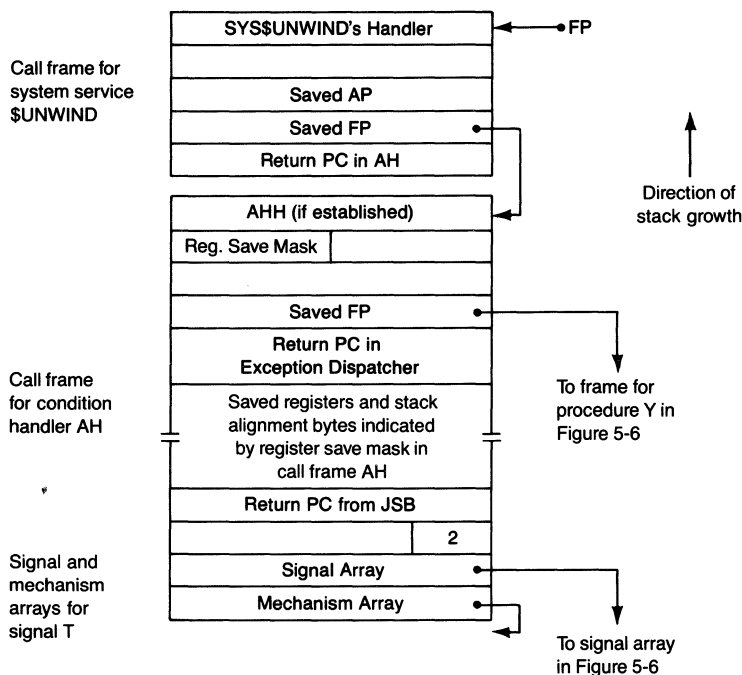 SYS$UNWIND's Handler
FP
Call frame for
system service
$UNWIND
Saved AP
Saved FP
Return PC in AH
Direction of
stack growth
AHH (if established)
Reg. Save Mask
Saved FP
Return PC in
Exception Dispatcher
To frame for
procedure Y in
Figure 5-6
Call frame
for condition
handler AH
Saved registers and stack
alignment bytes indicated
by register save mask in
call frame AH
Return PC from JSB
2
Signal and
mechanism
arrays for
signal T
Signal Array
Mechanism Array
To signal array
in Figure 5-6